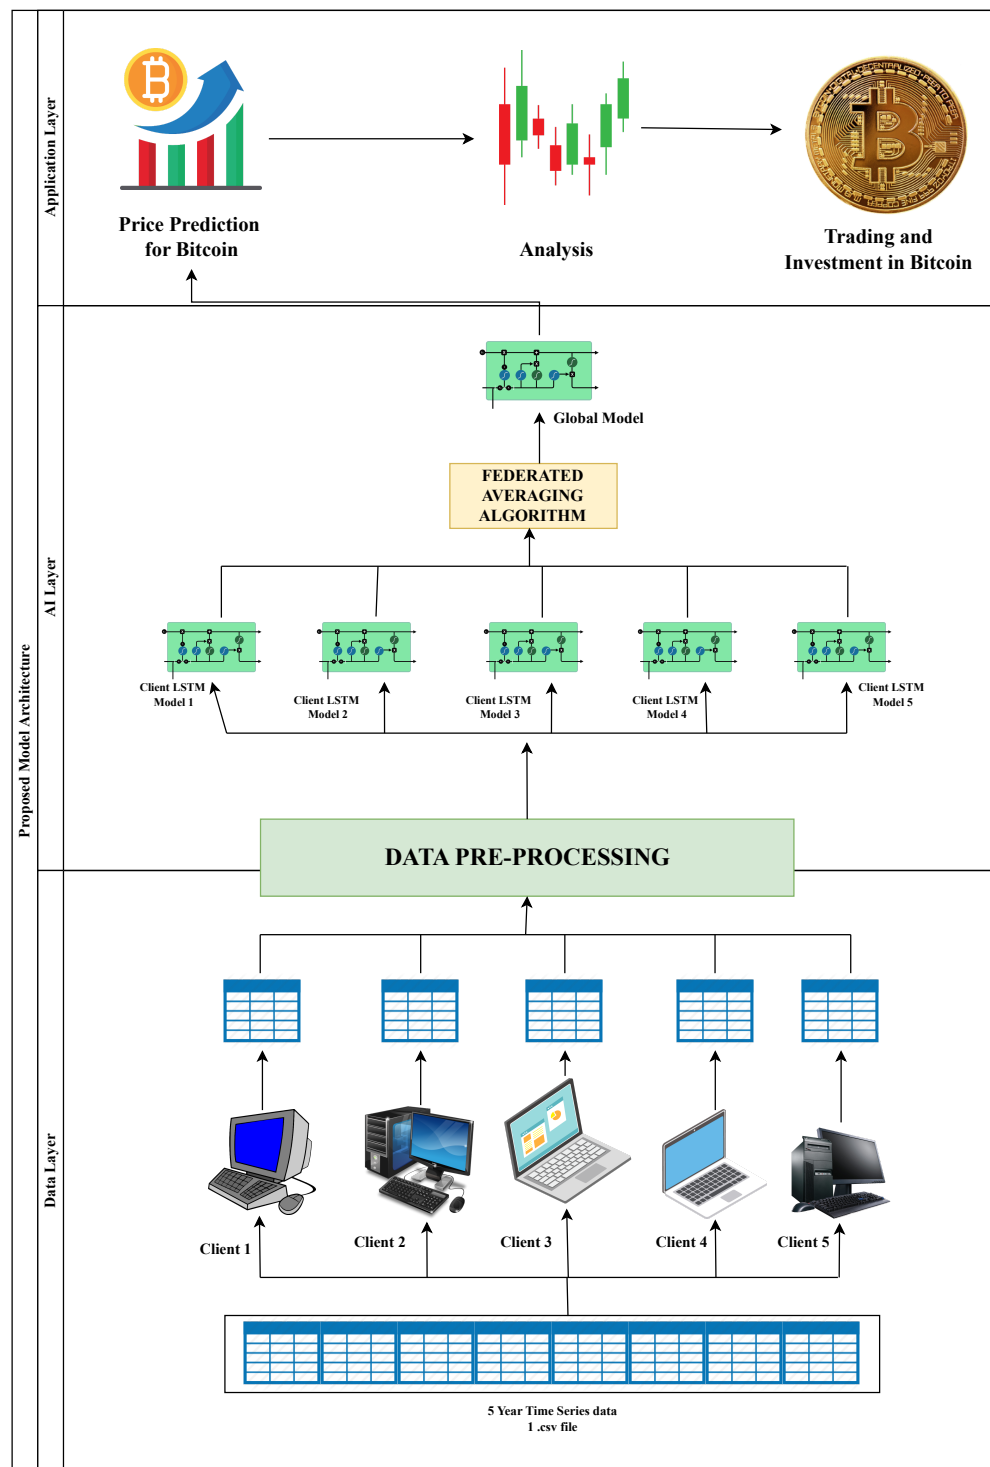 Proposed Model Architecture
Application Layer
Price Prediction
for Bitcoin
Analysis
Trading and
Investment in Bitcoin
AI Layer
Global Model
FEDERATED
AVERAGING
ALGORITHM
Client LSTM
Model 1
Client LSTM
Model 2
Client LSTM
Model 3
Client LSTM
Model 4
Client LSTM
Model 5
DATA PRE-PROCESSING
Data Layer
Client 1
Client 2
Client 3
Client 4
Client 5
5 Year Time Series data
1 .csv file